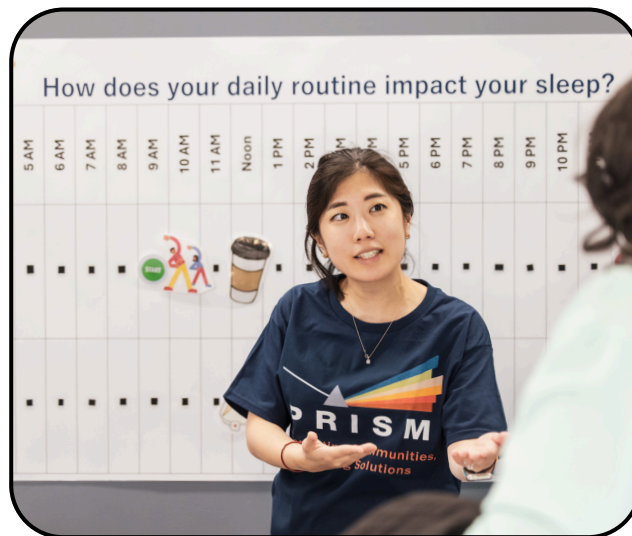 How does your daily routine impact your sleep?
5 AM
6 AM
7 AM
8 AM
9 AM
10 AM
11 AM
Noon
1 PM
2 PM
5 PM
6 PM
7 PM
8 PM
9 PM
10 PM
START
PRISM
Solutions